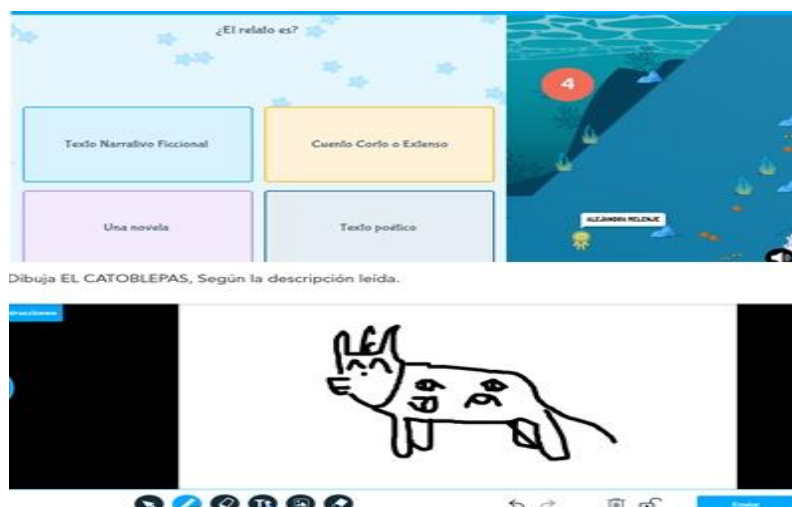 ¿El relato es?
4
Texto Narrativo Ficcional
Cuento Corto o Extenso
Una novela
Texto poético
ALEJANDRA MELENJE
Dibuja EL CATOBLEPAS, Según la descripción leída.
Tt
Enviar